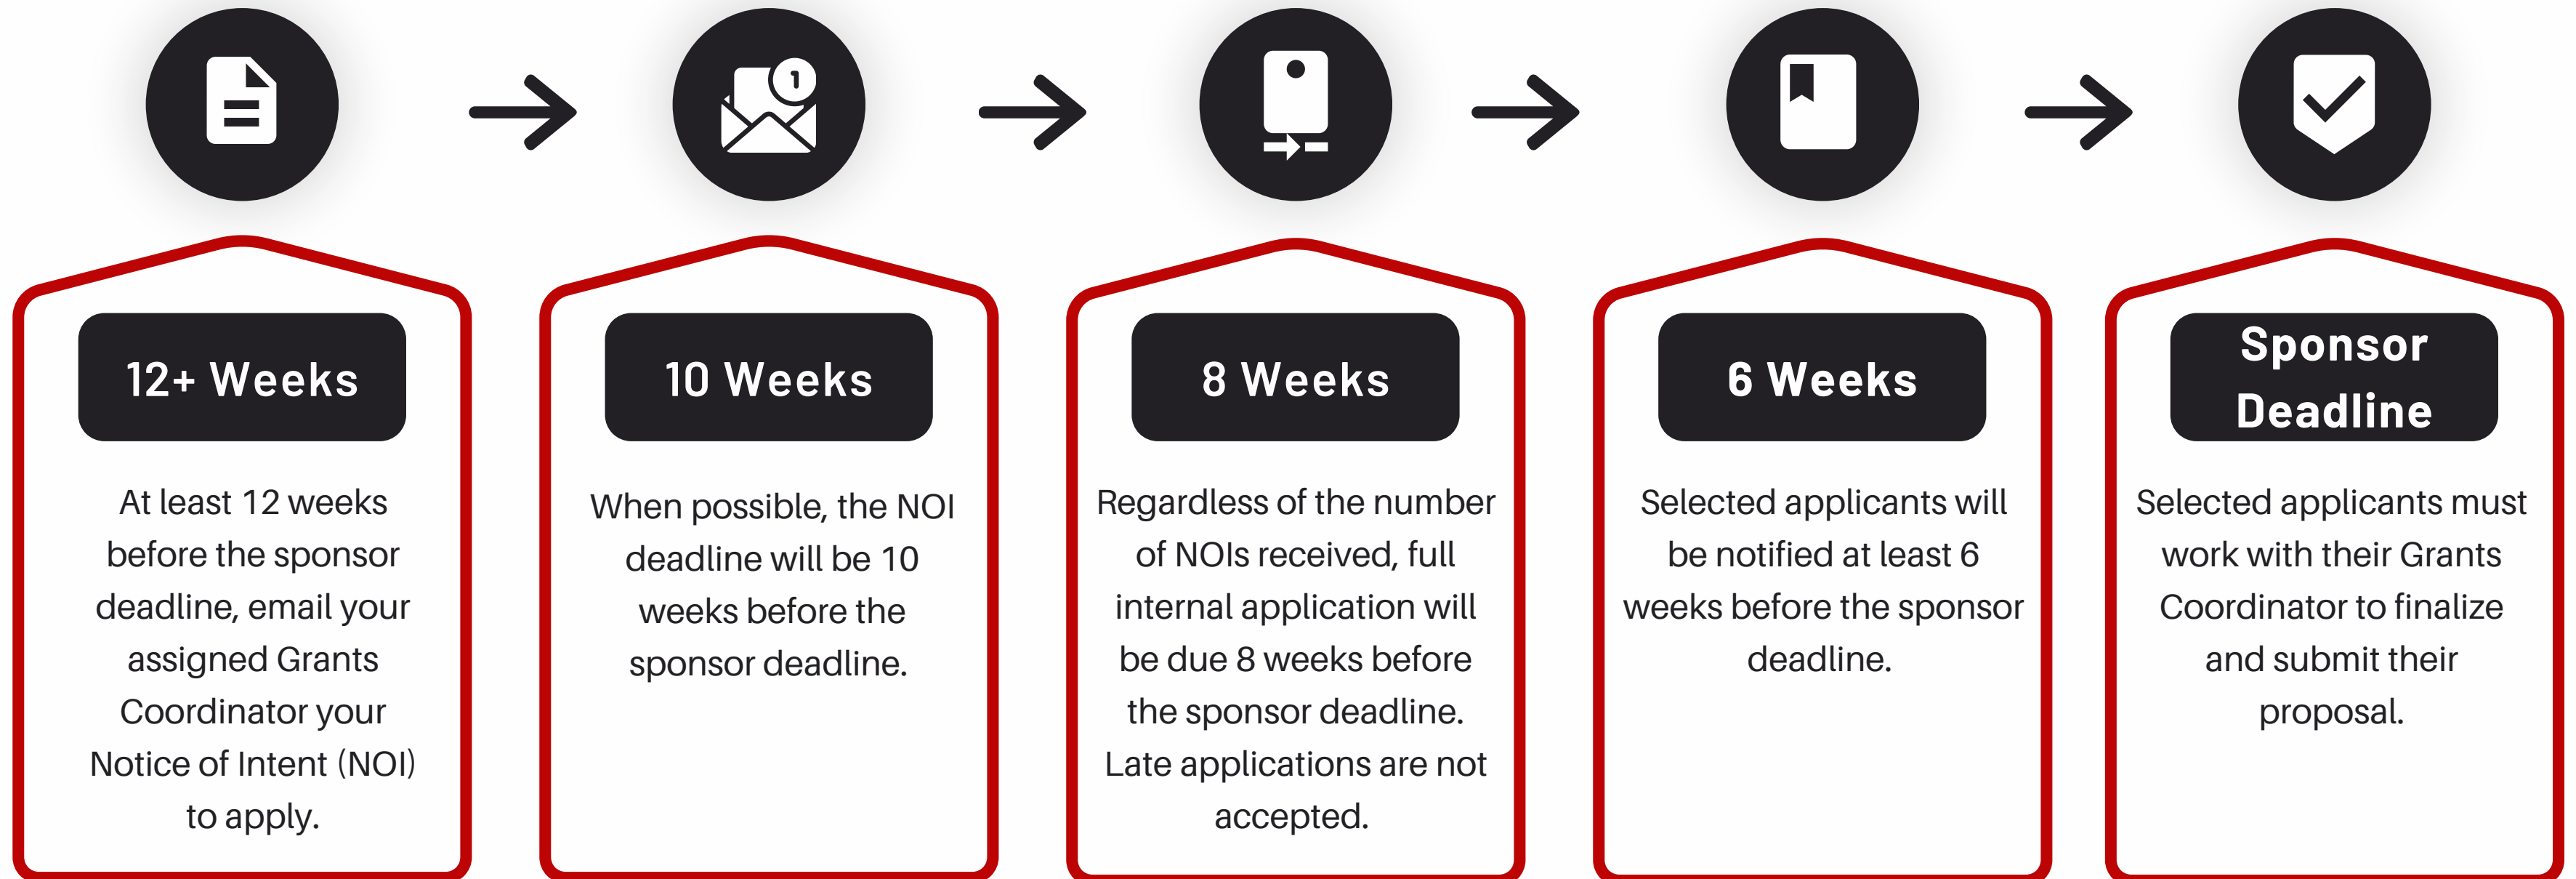 1
12+ Weeks
At least 12 weeks
before the sponsor
deadline, email your
assigned Grants
Coordinator your
Notice of Intent (NOI)
to apply.
10 Weeks
When possible, the NOI
deadline will be 10
weeks before the
sponsor deadline.
8 Weeks
Regardless of the number
of NOIs received, full
internal application will
be due 8 weeks before
the sponsor deadline.
Late applications are not
accepted.
6 Weeks
Selected applicants will
be notified at least 6
weeks before the sponsor
deadline.
Sponsor
Deadline
Selected applicants must
work with their Grants
Coordinator to finalize
and submit their
proposal.